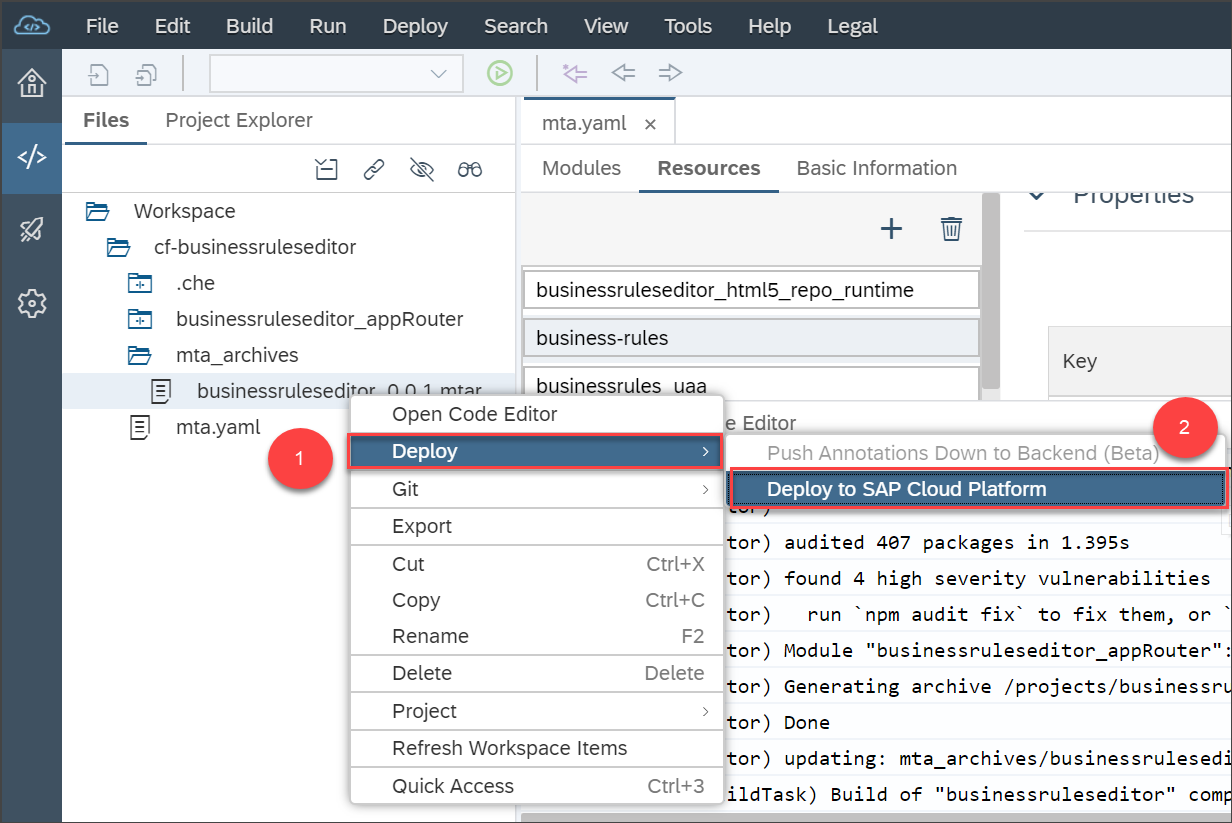 File Edit Build Run Deploy Search View Tools Help Legal
Files Project Explorer
mta.yaml
Modules Resources Basic Information
Properties
Workspace
cf-businessruleseditor
.che
businessruleseditor_appRouter
mta_archives
businessruleseditor_0.0.1.mtar
mta.yaml
businessruleseditor_html5_repo_runtime
business-rules
businessrules_uaa
Key
e Editor
1
2
Open Code Editor
Deploy
Git
Export
Cut Ctrl+X
Copy Ctrl+C
Rename F2
Delete Delete
Project
Refresh Workspace Items
Quick Access Ctrl+3
Push Annotations Down to Backend (Beta)
Deploy to SAP Cloud Platform
tor)
tor) audited 407 packages in 1.395s
tor) found 4 high severity vulnerabilities
tor) run `npm audit fix` to fix them, or `
tor) Module "businessruleseditor_appRouter":
tor) Generating archive /projects/businessru
tor) Done
tor) updating: mta_archives/businessruleseedi
ildTask) Build of "businessruleseditor" comp